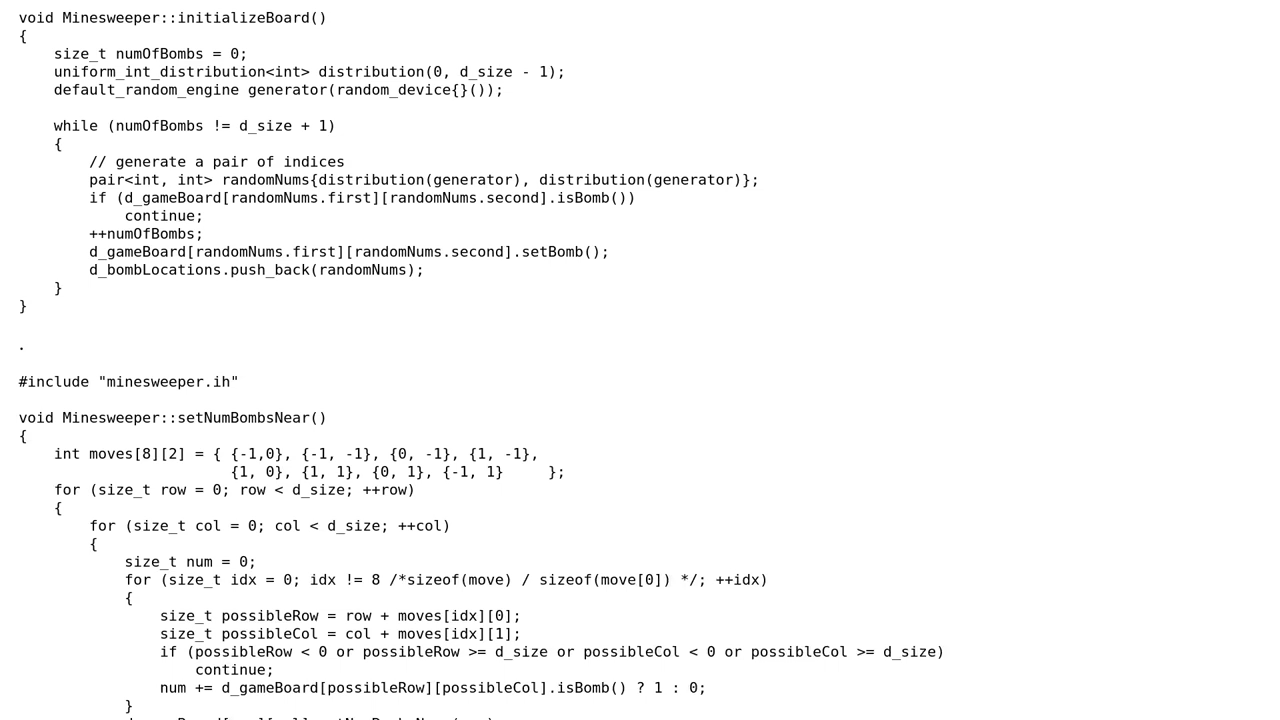 void Minesweeper::initializeBoard()
{
    size_t numOfBombs = 0;
    uniform_int_distribution<int> distribution(0, d_size - 1);
    default_random_engine generator(random_device{}());

    while (numOfBombs != d_size + 1)
    {
        // generate a pair of indices
        pair<int, int> randomNums{distribution(generator), distribution(generator)};
        if (d_gameBoard[randomNums.first][randomNums.second].isBomb())
            continue;
        ++numOfBombs;
        d_gameBoard[randomNums.first][randomNums.second].setBomb();
        d_bombLocations.push_back(randomNums);
    }
}

.

#include "minesweeper.ih"

void Minesweeper::setNumBombsNear()
{
    int moves[8][2] = { {-1,0}, {-1, -1}, {0, -1}, {1, -1},
                        {1, 0}, {1, 1}, {0, 1}, {-1, 1}     };
    for (size_t row = 0; row < d_size; ++row)
    {
        for (size_t col = 0; col < d_size; ++col)
        {
            size_t num = 0;
            for (size_t idx = 0; idx != 8 /*sizeof(move) / sizeof(move[0]) */; ++idx)
            {
                size_t possibleRow = row + moves[idx][0];
                size_t possibleCol = col + moves[idx][1];
                if (possibleRow < 0 or possibleRow >= d_size or possibleCol < 0 or possibleCol >= d_size)
                    continue;
                num += d_gameBoard[possibleRow][possibleCol].isBomb() ? 1 : 0;
            }